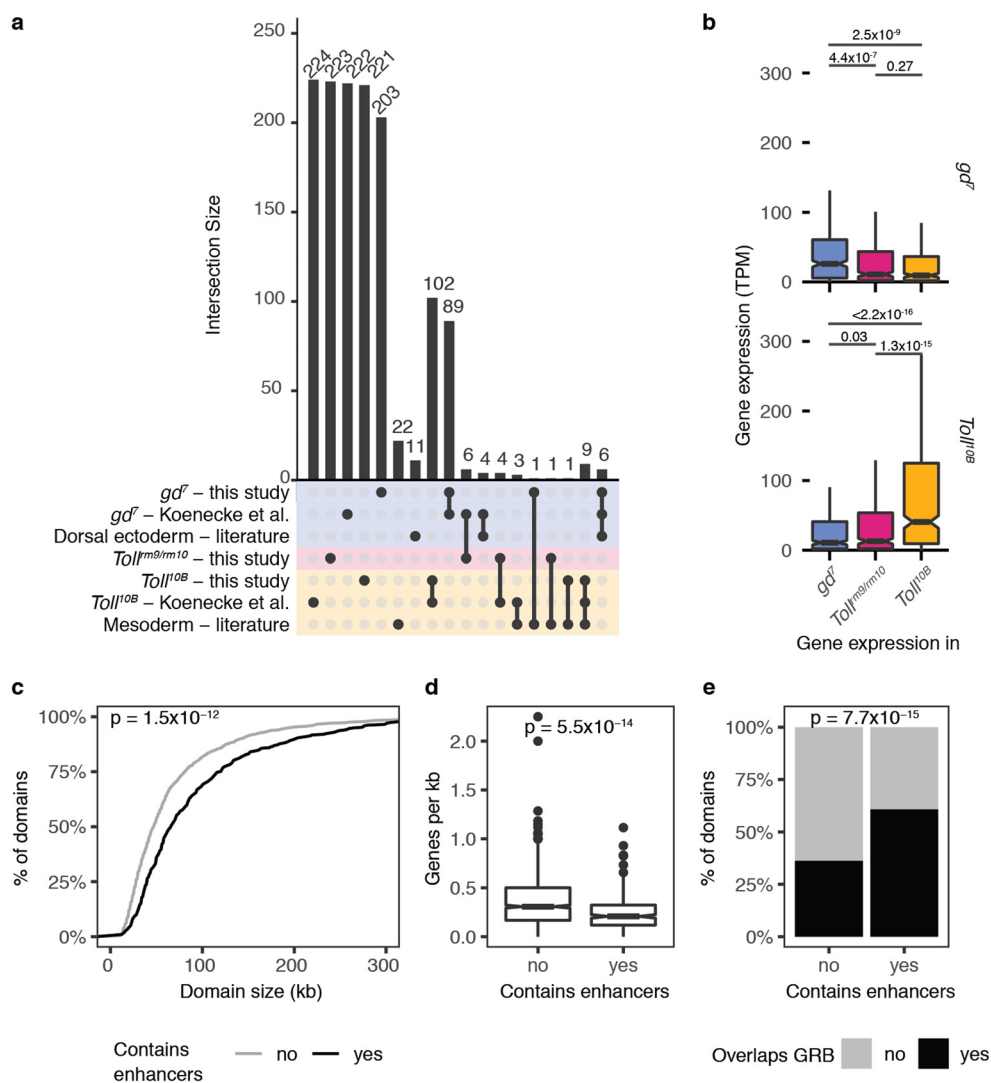 a
250
200
150
100
50
0
Intersection Size
224
223
222
221
203
22
11
102
89
6
4
4
3
1
1
1
9
6
gd⁷ – this study
gd⁷ – Koenecke et al.
Dorsal ectoderm – literature
Tollʳᵐ⁹/ʳᵐ¹⁰ – this study
Toll¹⁰ᴮ – this study
Toll¹⁰ᴮ – Koenecke et al.
Mesoderm – literature
b
2.5x10⁻⁹
4.4x10⁻⁷
0.27
300
200
100
0
gd⁷
Gene expression (TPM)
<2.2x10⁻¹⁶
0.03
1.3x10⁻¹⁵
300
200
100
0
Toll¹⁰ᴮ
gd⁷
Tollʳᵐ⁹/ʳᵐ¹⁰
Toll¹⁰ᴮ
Gene expression in
c
p = 1.5x10⁻¹²
100%
75%
50%
25%
0%
% of domains
0
100
200
300
Domain size (kb)
Contains enhancers
no
yes
d
p = 5.5x10⁻¹⁴
2.0
1.5
1.0
0.5
0.0
Genes per kb
no
yes
Contains enhancers
e
p = 7.7x10⁻¹⁵
100%
75%
50%
25%
0%
% of domains
no
yes
Contains enhancers
Overlaps GRB
no
yes